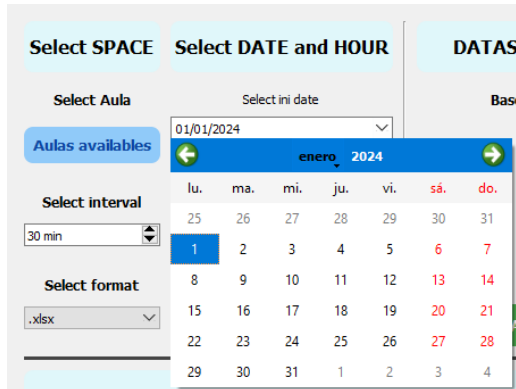 Select SPACE
Select DATE and HOUR
Select Aula
Select ini date
01/01/2024
Aulas available
enero 2024
lu. ma. mi. ju. vi. sá. do.
Select interval
25 26 27 28 29 30 31
30 min
1 2 3 4 5 6 7
Select format
8 9 10 11 12 13 14
.xlsx
15 16 17 18 19 20 21
22 23 24 25 26 27 28
29 30 31 1 2 3 4